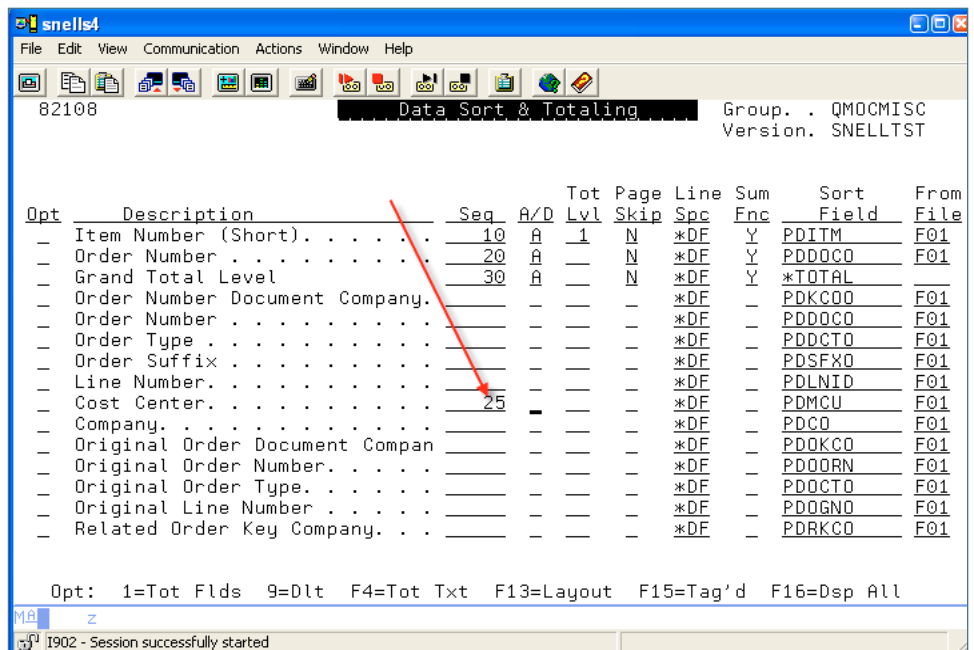 snells4
File Edit View Communication Actions Window Help
82108 Data Sort & Totaling Group. . QMOCMISC
Version. SNELLTST
Tot Page Line Sum Sort From
Opt Description Seq A/D Lvl Skip Spc Fnc Field File
Item Number (Short). . . . . . 10 A 1 N *DF Y PDITM F01
Order Number . . . . . . . . . 20 A N *DF Y PDDOCO F01
Grand Total Level 30 A N *DF Y *TOTAL
Order Number Document Company. *DF PDKCOO F01
Order Number . . . . . . . . . *DF PDDOCO F01
Order Type . . . . . . . . . . *DF PDDCTO F01
Order Suffix . . . . . . . . . *DF PDSFXO F01
Line Number. . . . . . . . . . *DF PDLNID F01
Cost Center. . . . . . . . . . 25 *DF PDMCU F01
Company. . . . . . . . . . . . *DF PDCO F01
Original Order Document Compan *DF PDOKCO F01
Original Order Number. . . . . *DF PDOORN F01
Original Order Type. . . . . . *DF PDOCTO F01
Original Line Number . . . . . *DF PDOGNO F01
Related Order Key Company. . . *DF PDRKCO F01
Opt: 1=Tot Flds 9=Dlt F4=Tot Txt F13=Layout F15=Tag'd F16=Dsp All
MA z
I902 - Session successfully started